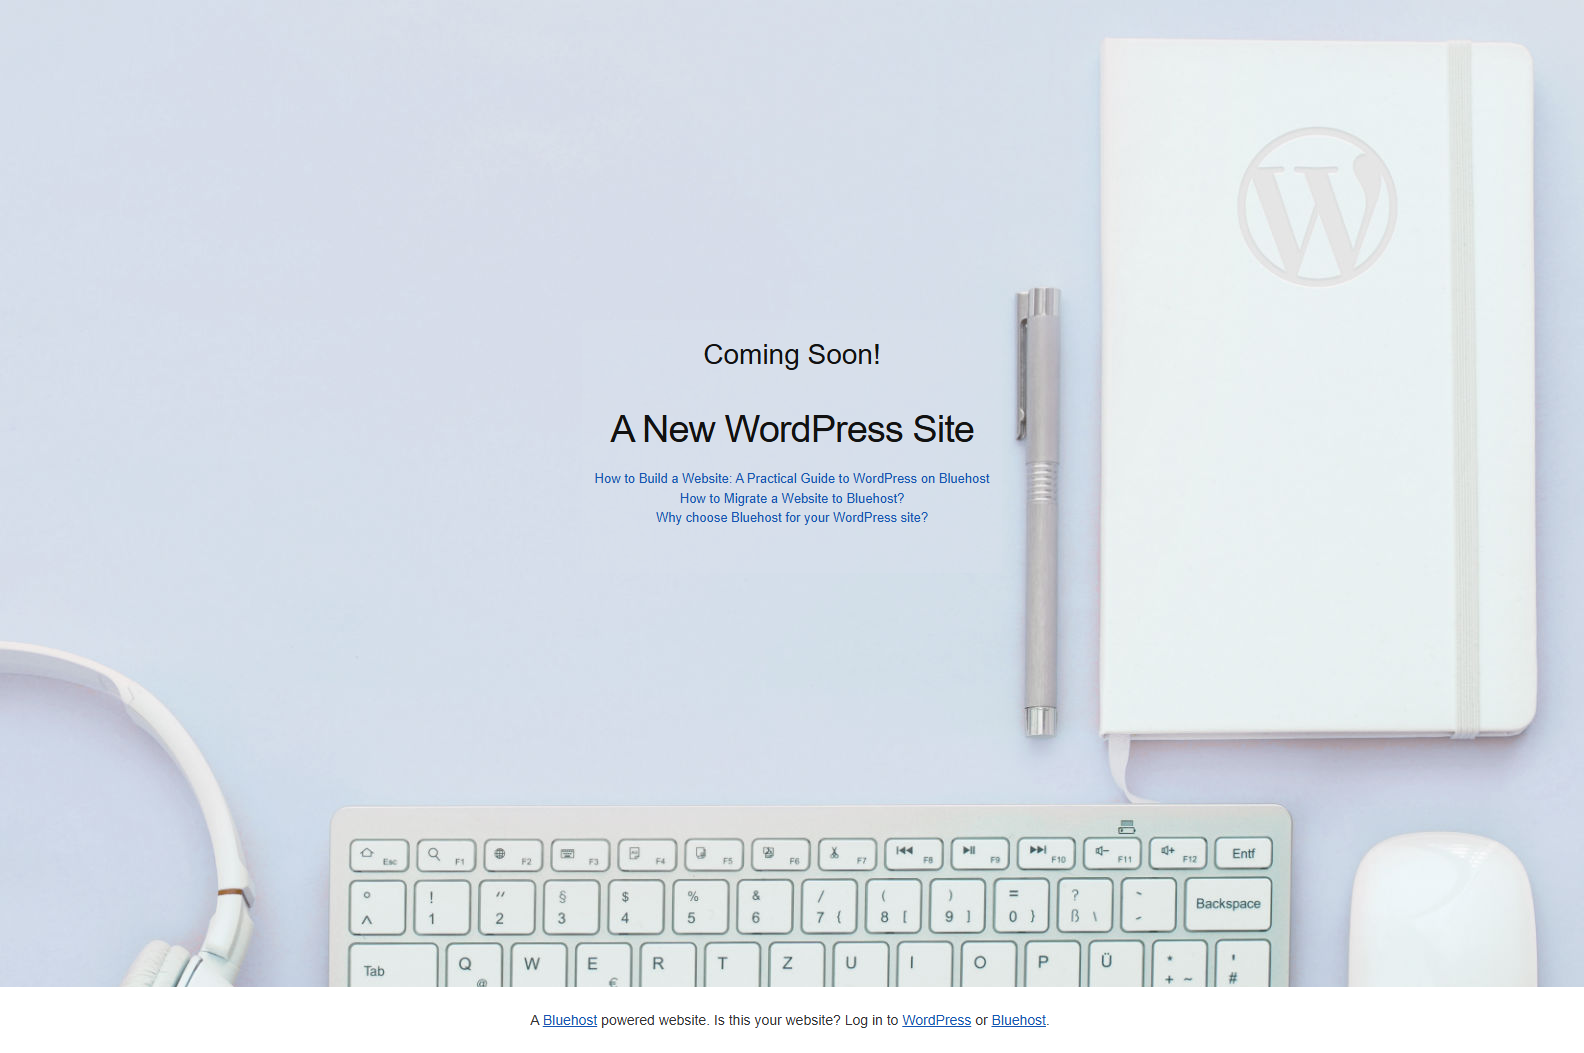 W
Coming Soon!
A New WordPress Site
How to Build a Website: A Practical Guide to WordPress on Bluehost
How to Migrate a Website to Bluehost?
Why choose Bluehost for your WordPress site?
Esc F1 F2 F3 F4 F5 F6 F7 F8 F9 F10 F11 F12 Entf
° ! " § $ % & / ( ) = ? ` Backspace
^ 1 2 3 4 5 6 7 { 8 [ 9 ] 0 } ß \ ´
Tab Q W E R T Z U I O P Ü * '
@ € + ~ #
A Bluehost powered website. Is this your website? Log in to WordPress or Bluehost.